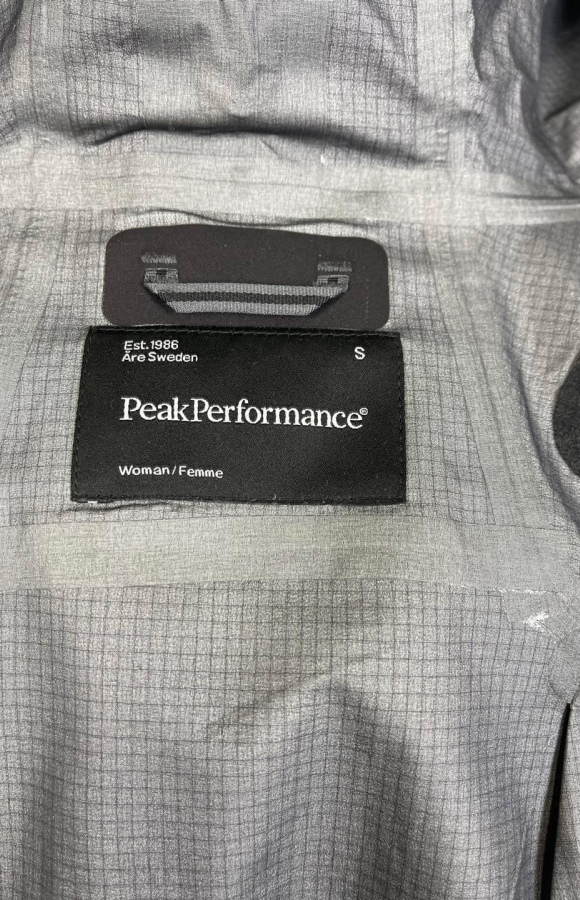 Est.1986
Åre Sweden
S
PeakPerformance®
Woman/Femme